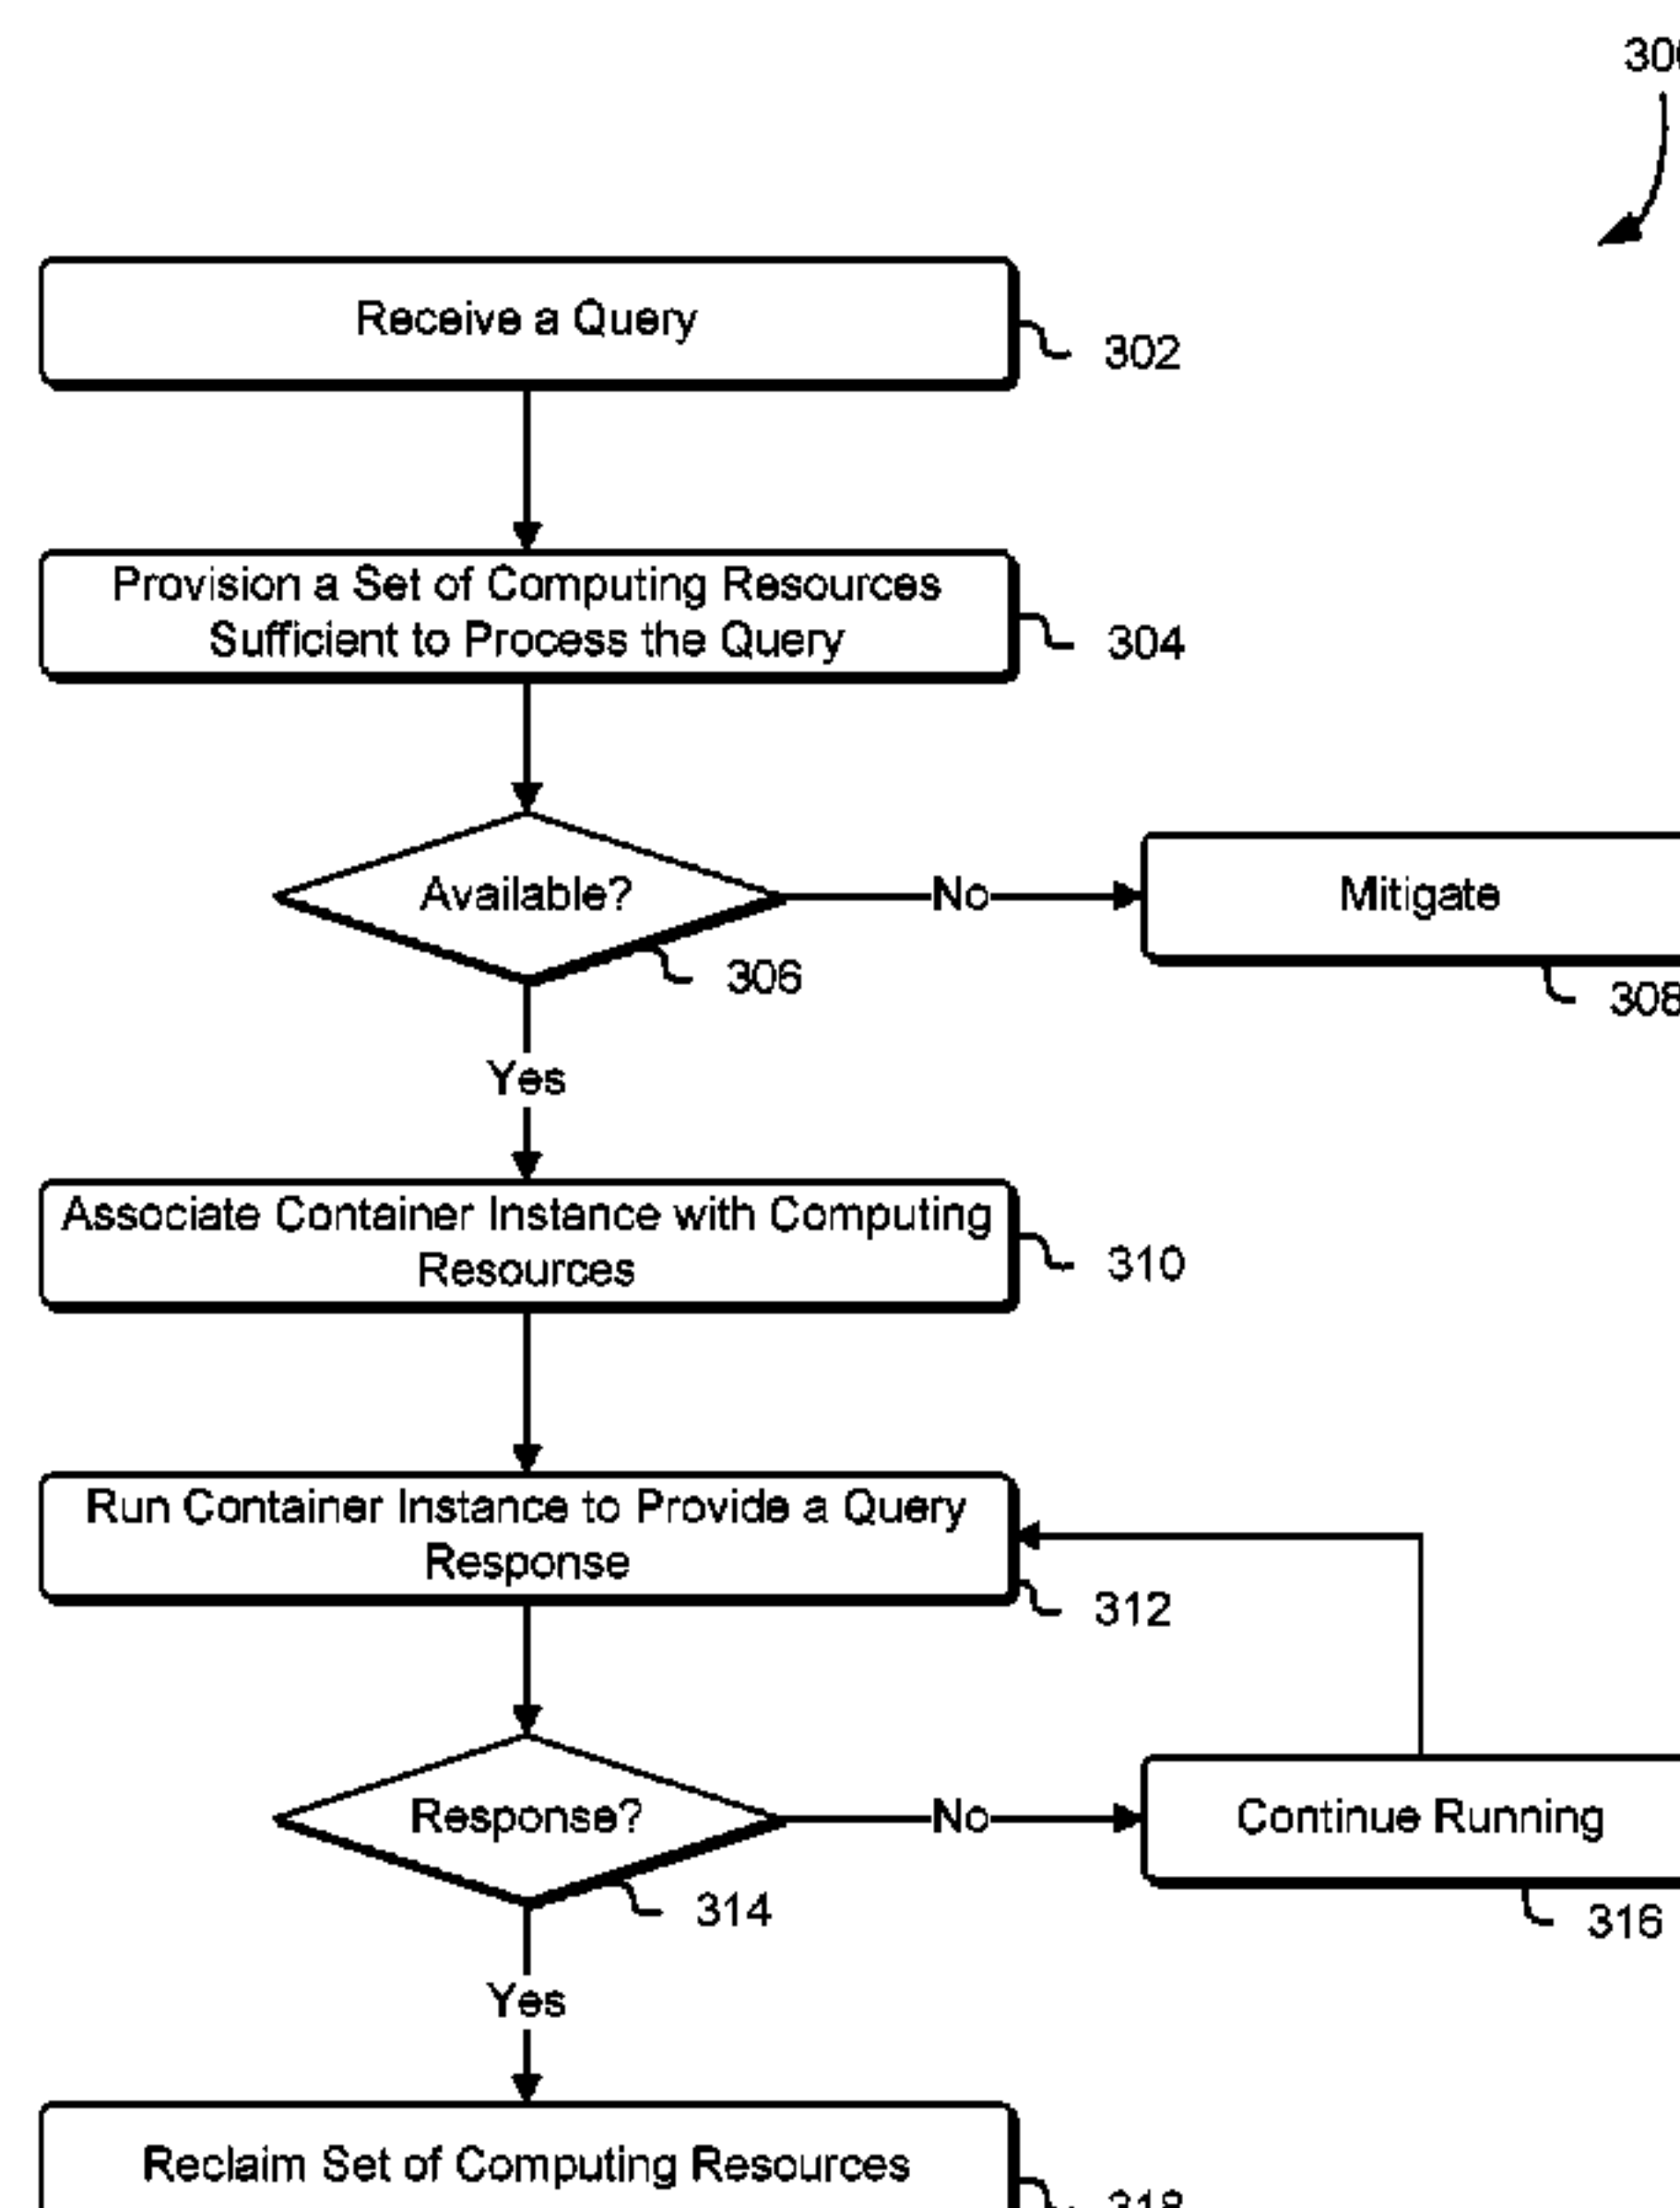 Receive a Query
302
Provision a Set of Computing Resources
Sufficient to Process the Query
304
Available?
No
Mitigate
306
308
Yes
Associate Container Instance with Computing
Resources
310
Run Container Instance to Provide a Query
Response
312
Response?
No
Continue Running
314
316
Yes
Reclaim Set of Computing Resources
318